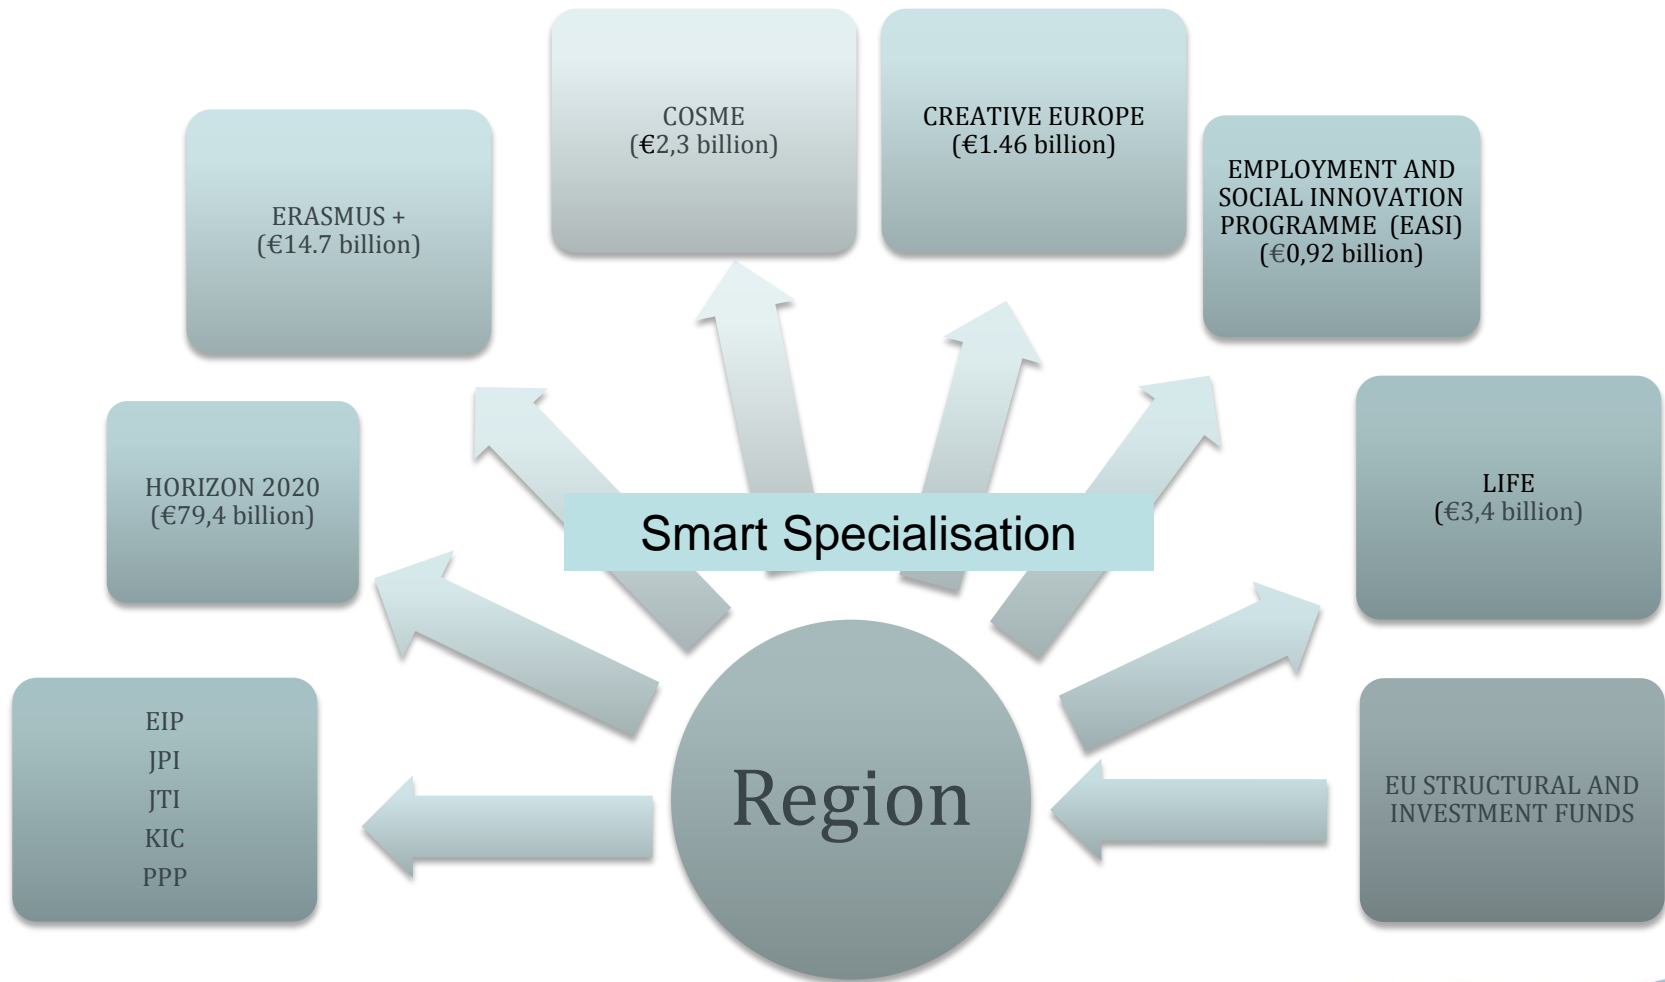 COSME
(€2,3 billion)
CREATIVE EUROPE
(€1.46 billion)
EMPLOYMENT AND
SOCIAL INNOVATION
PROGRAMME (EASI)
(€0,92 billion)
ERASMUS +
(€14.7 billion)
HORIZON 2020
(€79,4 billion)
LIFE
(€3,4 billion)
Smart Specialisation
EIP
JPI
JTI
KIC
PPP
Region
EU STRUCTURAL AND
INVESTMENT FUNDS